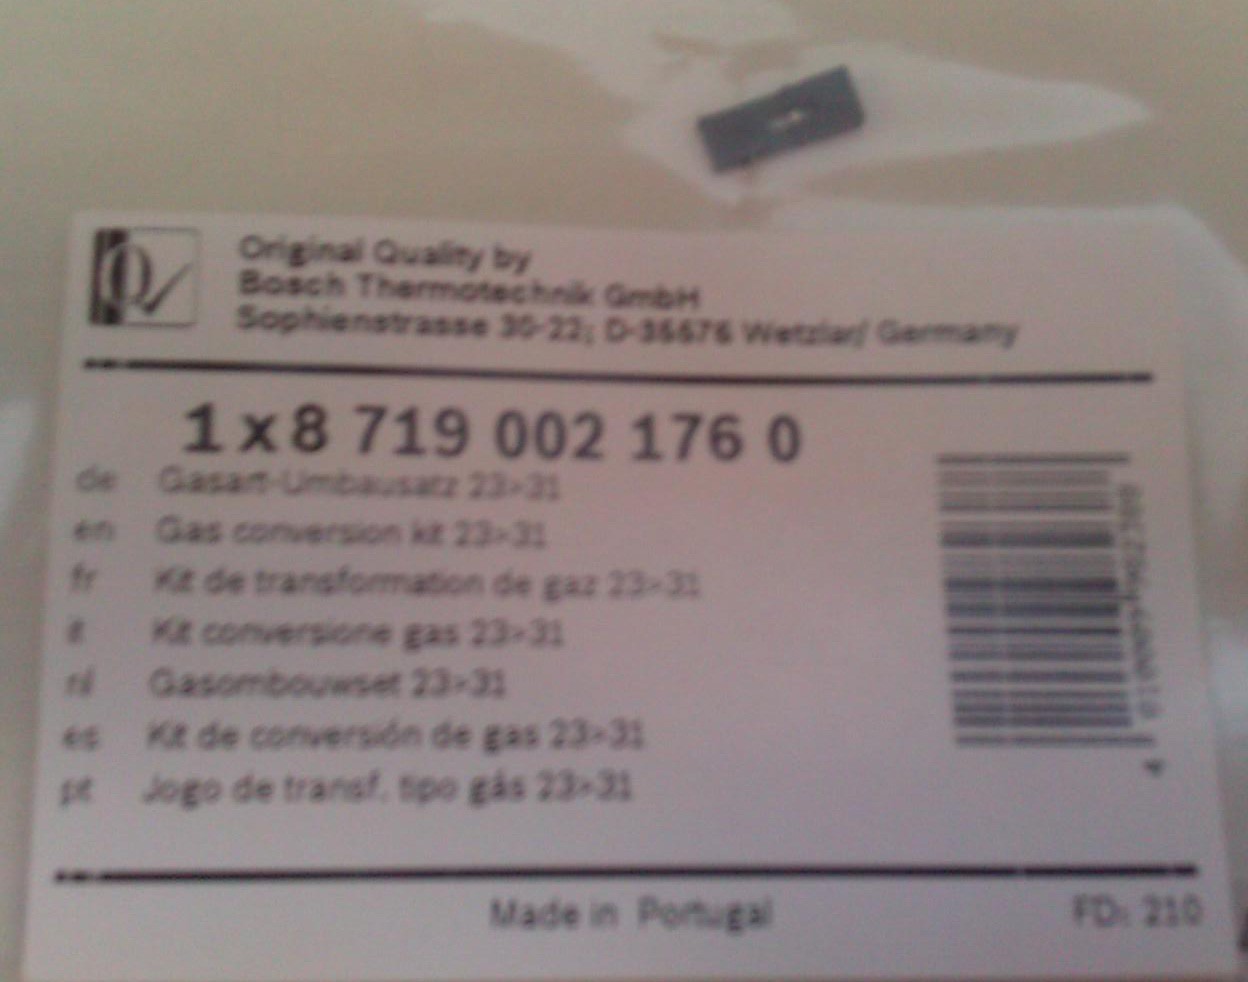 Original Quality by
Bosch Thermotechnik GmbH
Sophienstrasse 30-22; D-35576 Wetzlar/ Germany
1 x 8 719 002 176 0
de Gasart-Umbausatz 23>31
en Gas conversion kit 23>31
fr Kit de transformation de gaz 23>31
it Kit conversione gas 23>31
nl Gasombouwset 23>31
es Kit de conversión de gas 23>31
pt Jogo de transf. tipo gás 23>31
Made in Portugal
FD: 210